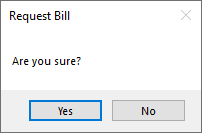 Request Bill
Are you sure?
Yes No